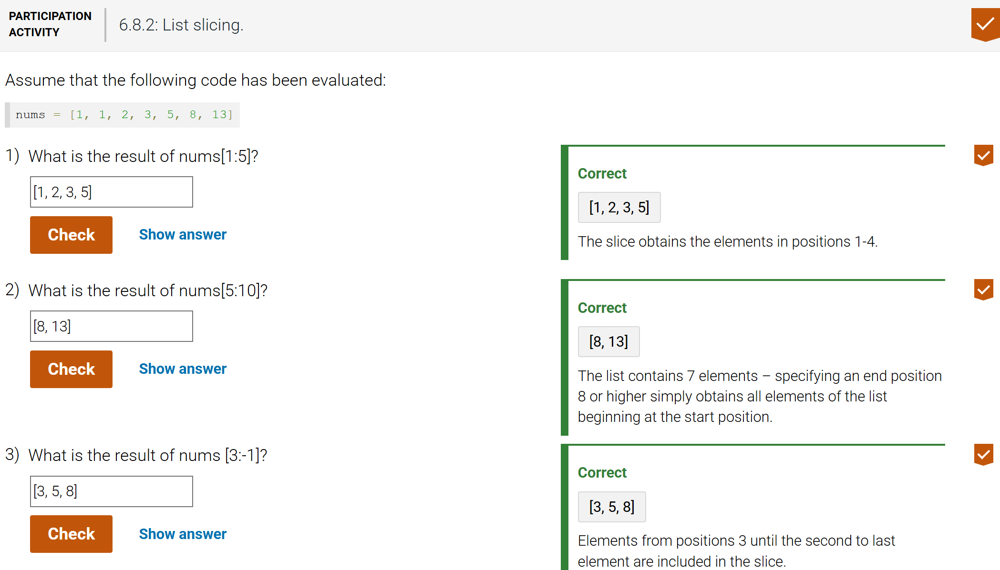 PARTICIPATION
ACTIVITY
6.8.2: List slicing.
Assume that the following code has been evaluated:
nums = [1, 1, 2, 3, 5, 8, 13]
1) What is the result of nums[1:5]?
[1, 2, 3, 5]
Check
Show answer
Correct
[1, 2, 3, 5]
The slice obtains the elements in positions 1-4.
2) What is the result of nums[5:10]?
[8, 13]
Check
Show answer
Correct
[8, 13]
The list contains 7 elements – specifying an end position
8 or higher simply obtains all elements of the list
beginning at the start position.
3) What is the result of nums [3:-1]?
[3, 5, 8]
Check
Show answer
Correct
[3, 5, 8]
Elements from positions 3 until the second to last
element are included in the slice.